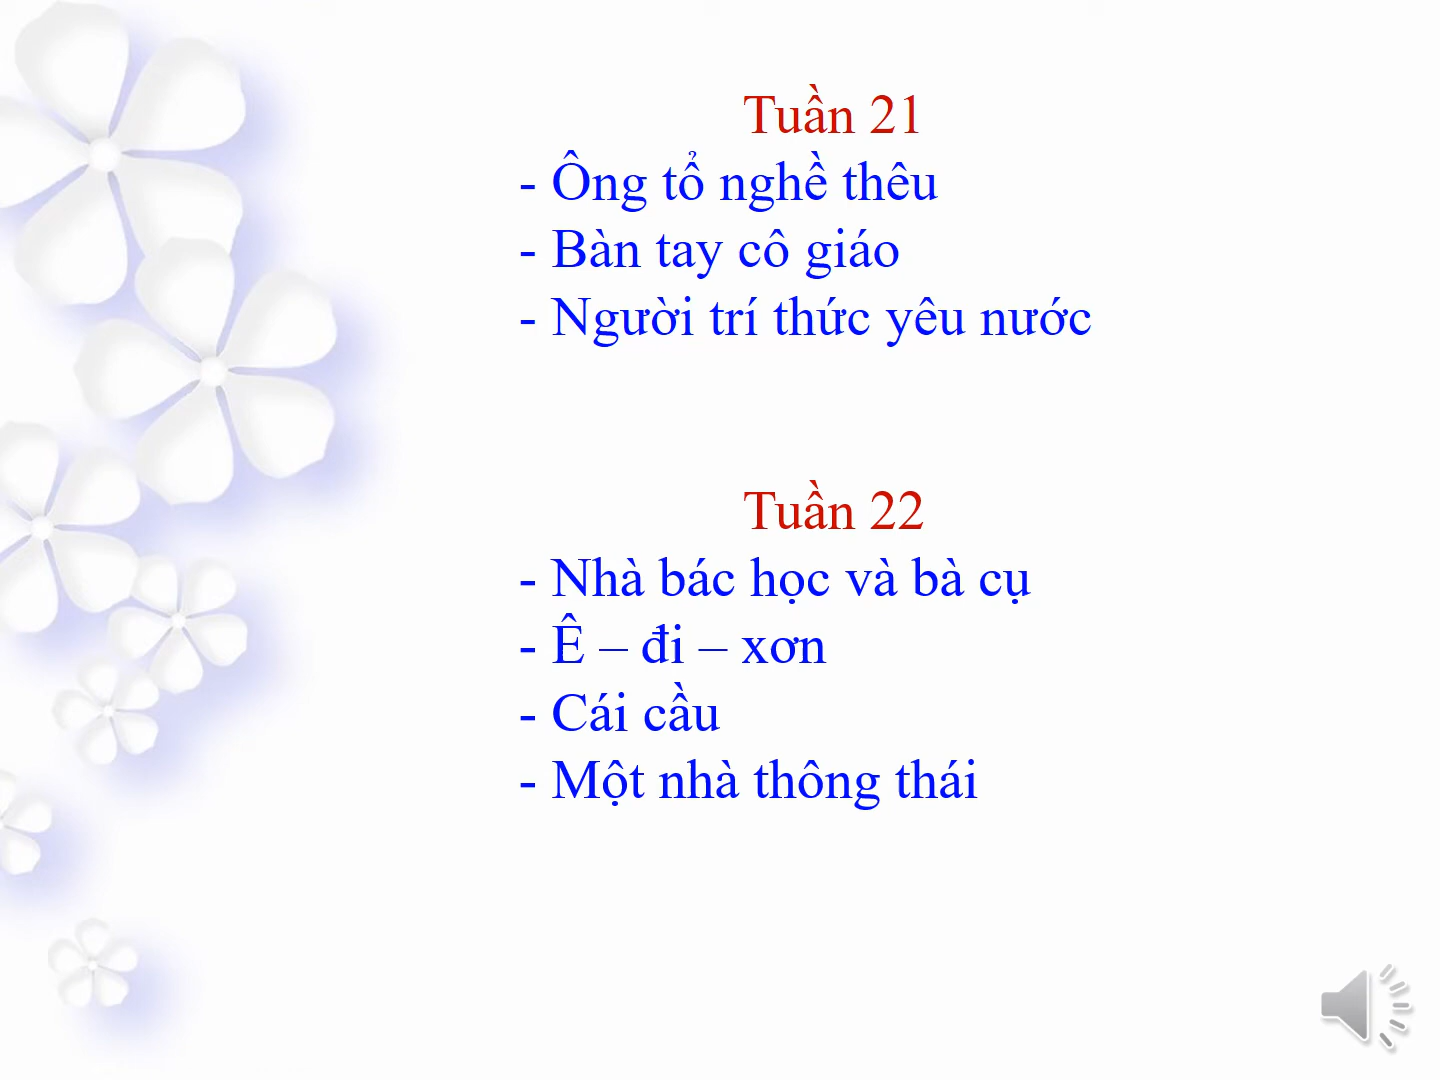 Tuần 21
- Ông tổ nghề thêu
- Bàn tay cô giáo
- Người trí thức yêu nước
Tuần 22
- Nhà bác học và bà cụ
- Ê – đi – xơn
- Cái cầu
- Một nhà thông thái